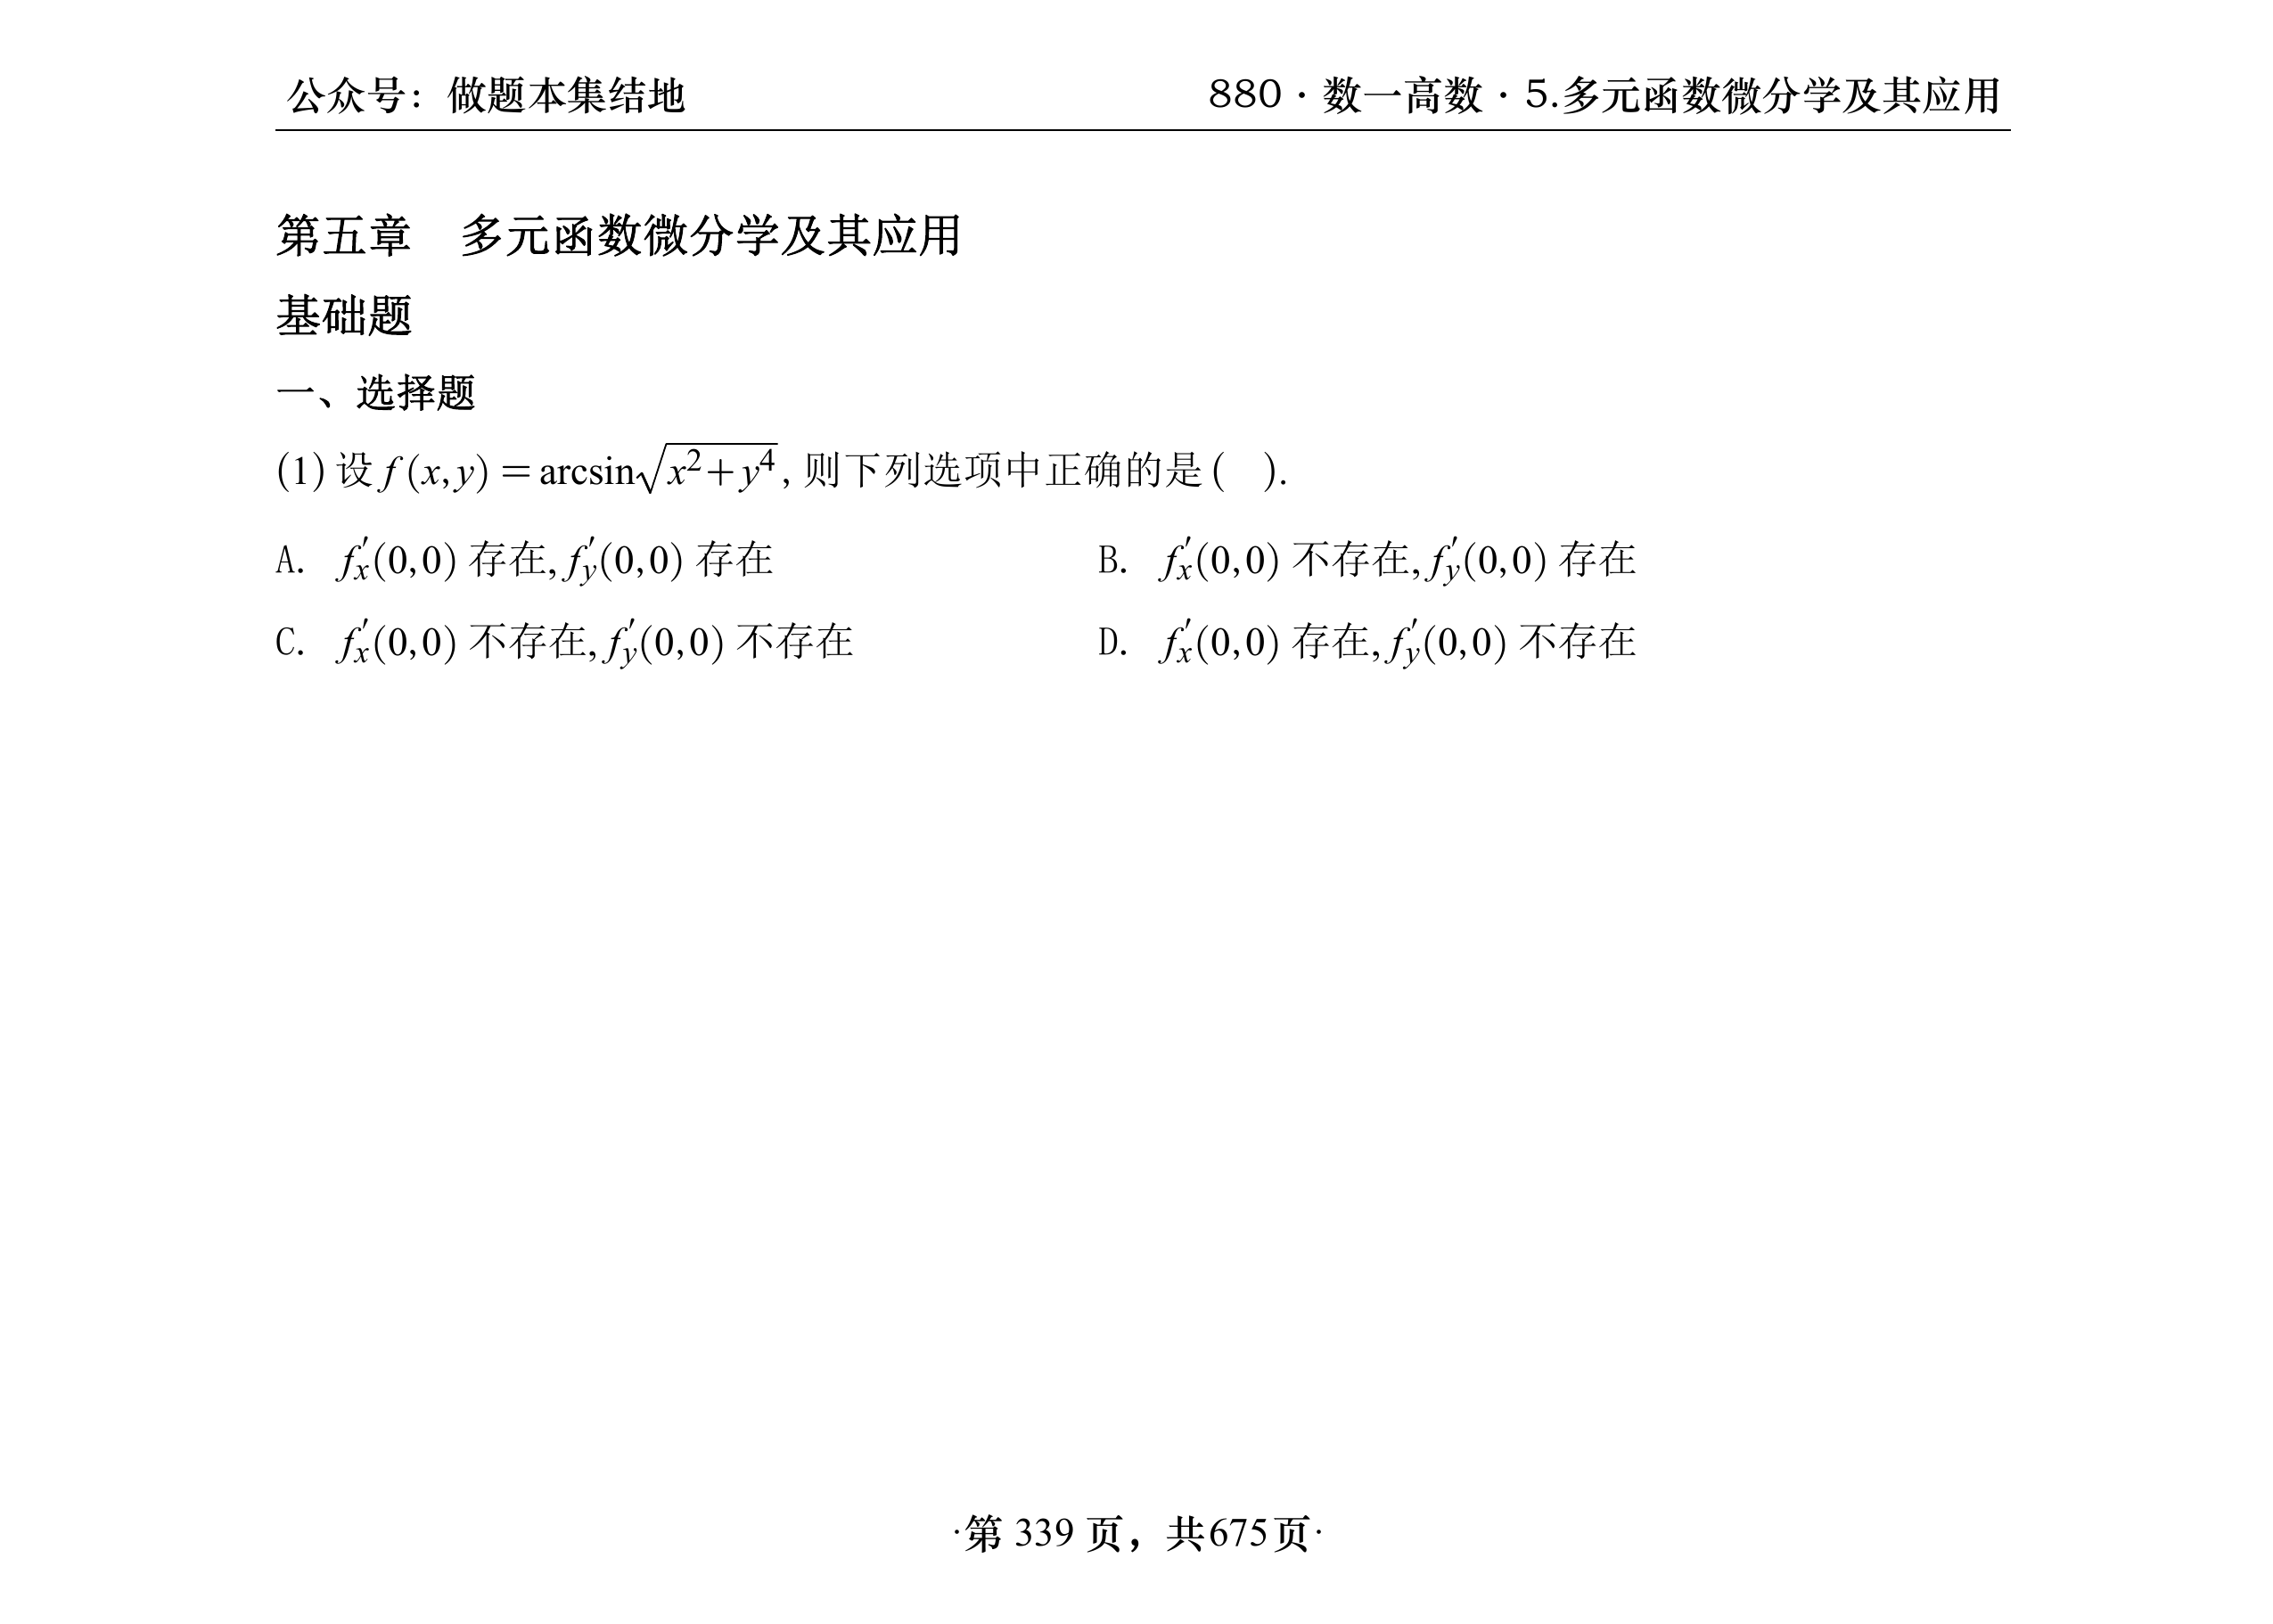 公众号：做题本集结地 880·数一高数·5.多元函数微分学及其应用
第五章 多元函数微分学及其应用
基础题
一、选择题
(1) 设 $f(x,y)=\arcsin\sqrt{x^2+y^4}$, 则下列选项中正确的是 ( ).
A. $f_x'(0,0)$ 存在, $f_y'(0,0)$ 存在 B. $f_x'(0,0)$ 不存在, $f_y'(0,0)$ 存在
C. $f_x'(0,0)$ 不存在, $f_y'(0,0)$ 不存在 D. $f_x'(0,0)$ 存在, $f_y'(0,0)$ 不存在
·第 339 页，共675页·